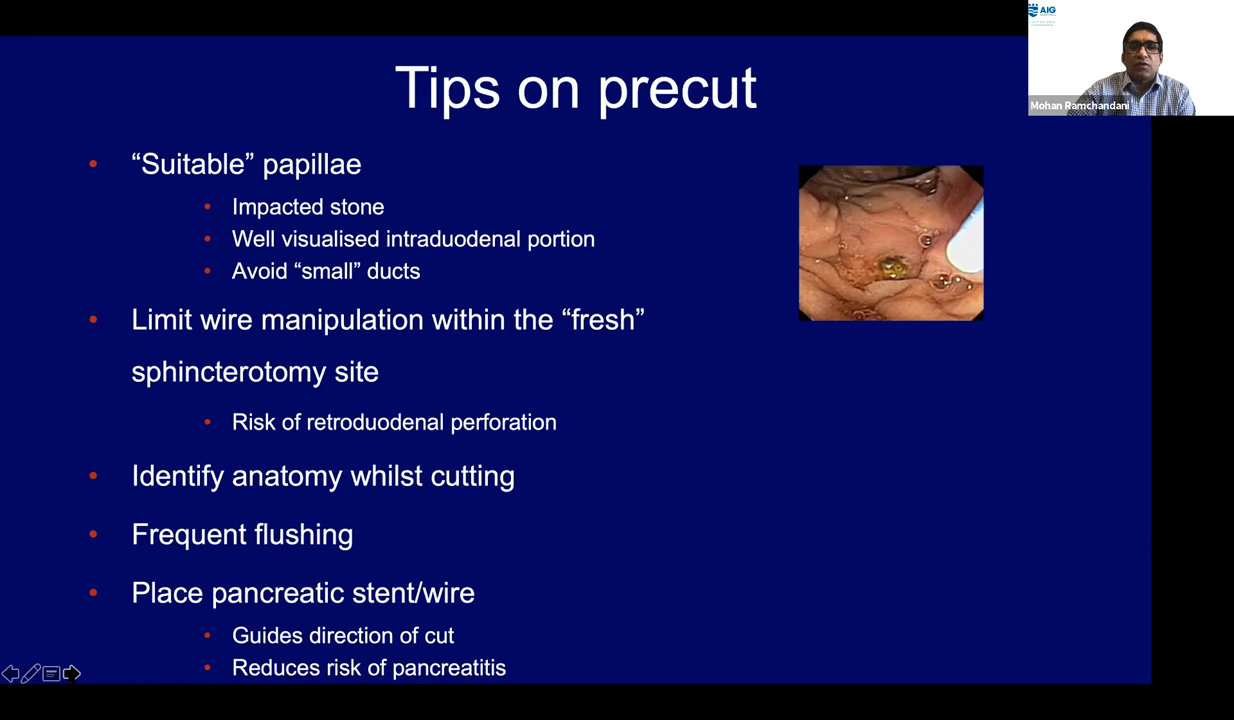 AIG
Mohan Ramchandani
Tips on precut
“Suitable” papillae
Impacted stone
Well visualised intraduodenal portion
Avoid “small” ducts
Limit wire manipulation within the “fresh”
sphincterotomy site
Risk of retroduodenal perforation
Identify anatomy whilst cutting
Frequent flushing
Place pancreatic stent/wire
Guides direction of cut
Reduces risk of pancreatitis